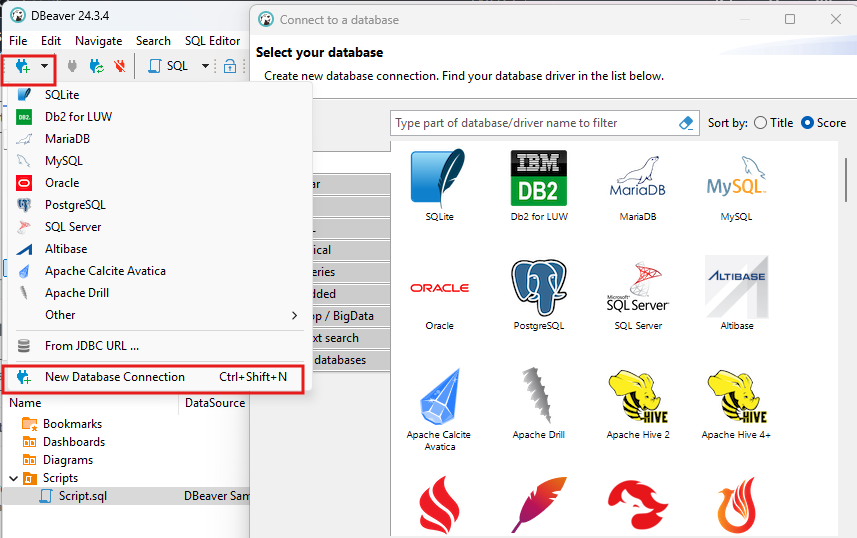 DBeaver 24.3.4
File Edit Navigate Search SQL Editor
SQL
SQLite
Db2 for LUW
MariaDB
MySQL
Oracle
PostgreSQL
SQL Server
Altibase
Apache Calcite Avatica
Apache Drill
Other
From JDBC URL ...
New Database Connection Ctrl+Shift+N
Name DataSource
Bookmarks
Dashboards
Diagrams
Scripts
Script.sql DBeaver Sam
Connect to a database
Select your database
Create new database connection. Find your database driver in the list below.
Type part of database/driver name to filter Sort by: Title Score
ar
L
ical
eries
dded
op / BigData
ext search
databases
IBM
DB2
MariaDB
MySQL
SQLite Db2 for LUW MariaDB MySQL
ORACLE
Microsoft
SQL Server
ALTIBASE
Oracle PostgreSQL SQL Server Altibase
HIVE HIVE
Apache Calcite Avatica Apache Drill Apache Hive 2 Apache Hive 4+